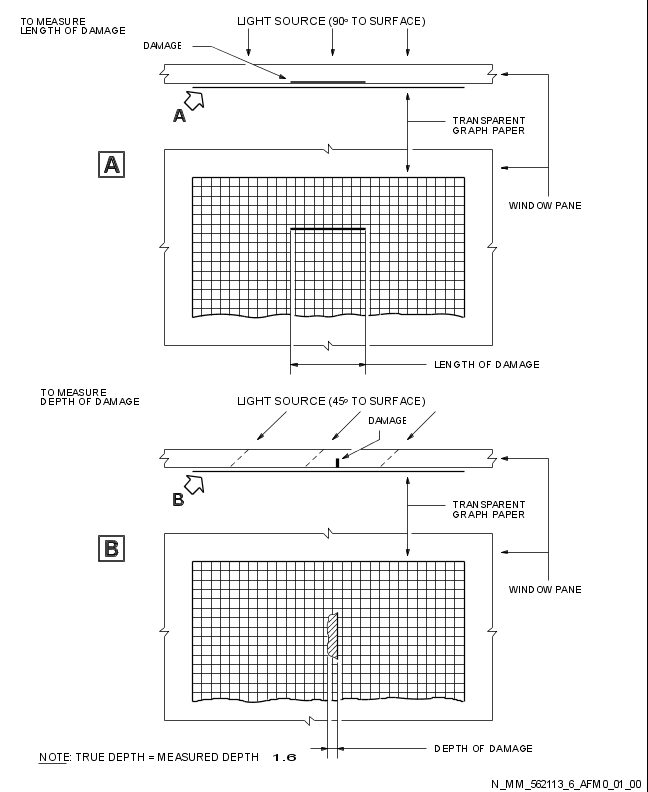 TO MEASURE
LENGTH OF DAMAGE
LIGHT SOURCE (90° TO SURFACE)
DAMAGE
A
TRANSPARENT
GRAPH PAPER
A
WINDOW PANE
LENGTH OF DAMAGE
TO MEASURE
DEPTH OF DAMAGE
LIGHT SOURCE (45° TO SURFACE)
DAMAGE
B
TRANSPARENT
GRAPH PAPER
B
WINDOW PANE
DEPTH OF DAMAGE
NOTE: TRUE DEPTH = MEASURED DEPTH 1.6
N_MM_562113_6_AFM0_01_00